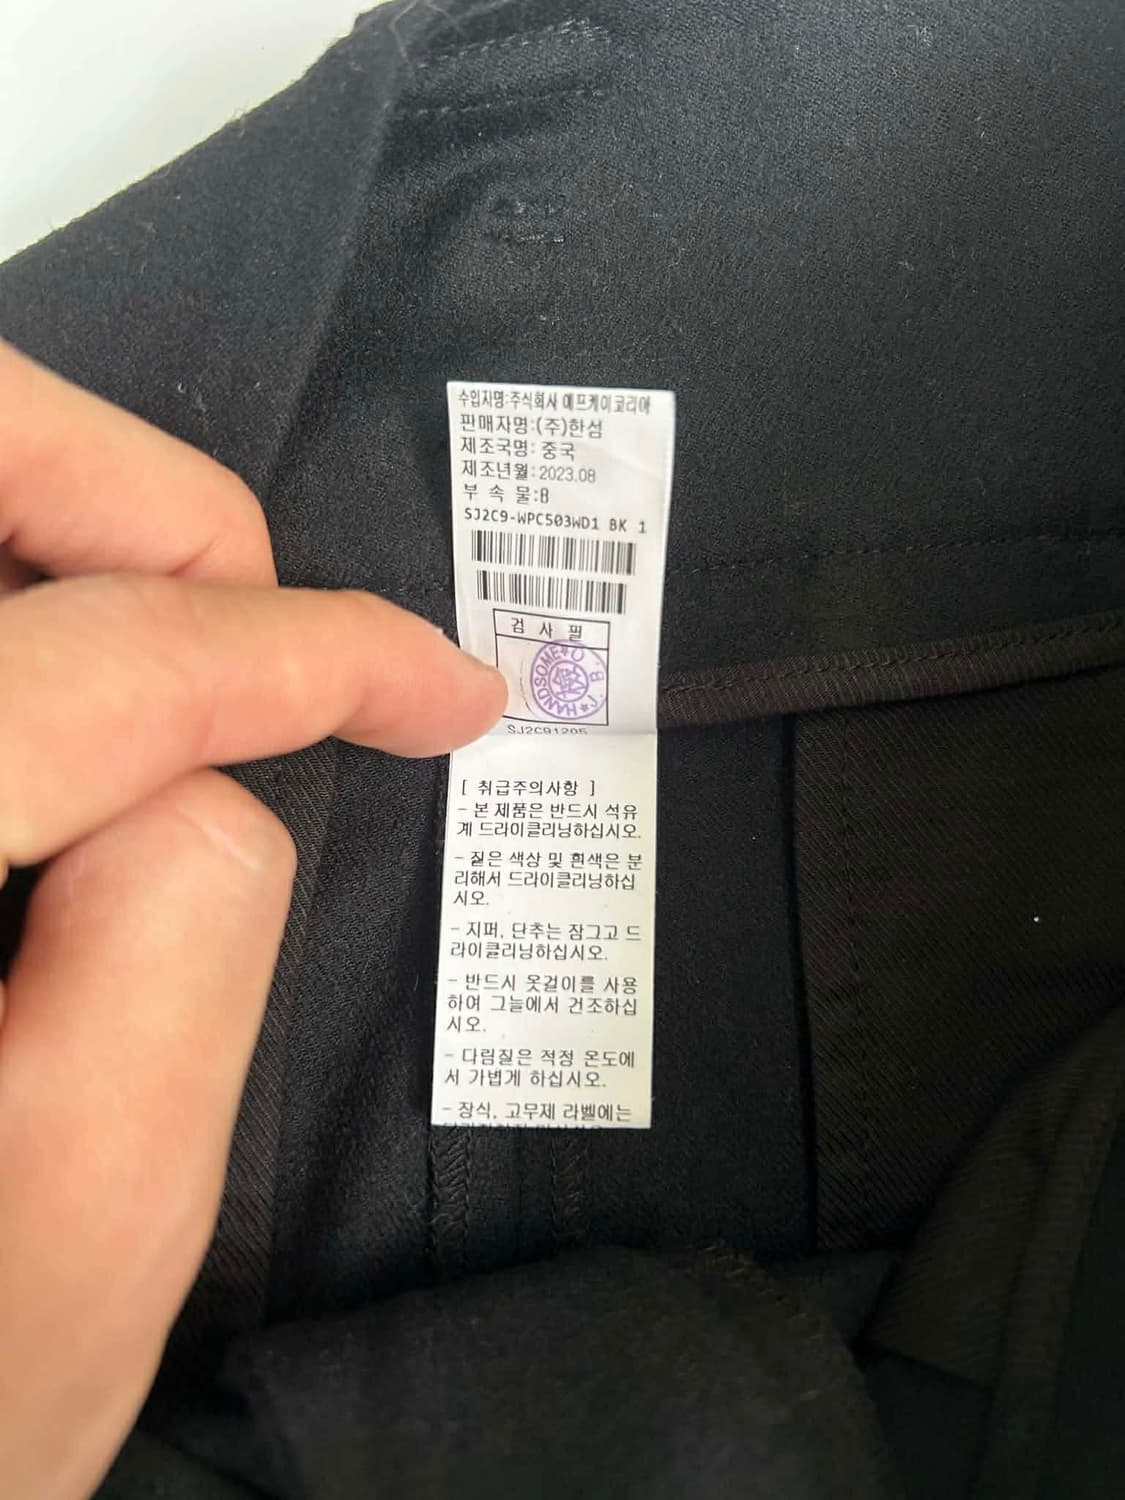 수입자명:주식회사 에프케이코리아
판매자명:(주)한섬
제조국명: 중국
제조년월:2023.08
부 속 물:B
SJ2C9-WPC503WD1 BK 1
검 사 필
HANDSOME
SJ2C91205
[ 취급주의사항 ]
- 본 제품은 반드시 석유
계 드라이클리닝하십시오.
- 짙은 색상 및 흰색은 분
리해서 드라이클리닝하십
시오.
- 지퍼, 단추는 잠그고 드
라이클리닝하십시오.
- 반드시 옷걸이를 사용
하여 그늘에서 건조하십
시오.
- 다림질은 적정 온도에
서 가볍게 하십시오.
- 장식, 고무제 라벨에는